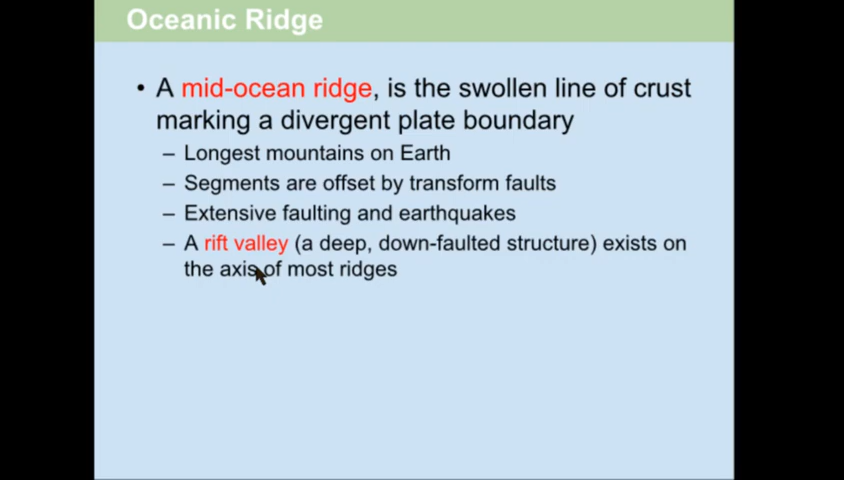 Oceanic Ridge
• A mid-ocean ridge, is the swollen line of crust
marking a divergent plate boundary
– Longest mountains on Earth
– Segments are offset by transform faults
– Extensive faulting and earthquakes
– A rift valley (a deep, down-faulted structure) exists on
the axis of most ridges